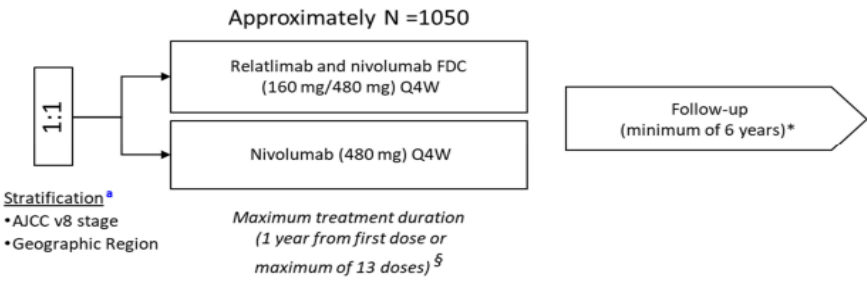 Approximately N =1050
1:1
Relatlimab and nivolumab FDC
(160 mg/480 mg) Q4W
Nivolumab (480 mg) Q4W
Follow-up
(minimum of 6 years)*
Stratification a
•AJCC v8 stage
•Geographic Region
Maximum treatment duration
(1 year from first dose or
maximum of 13 doses) §